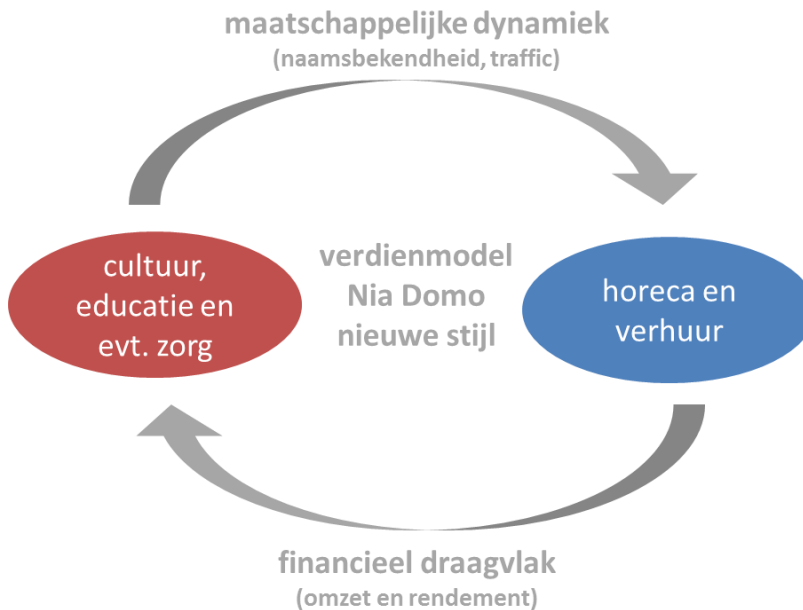 maatschappelijke dynamiek
(naamsbekendheid, traffic)
cultuur,
educatie en
evt. zorg
verdienmodel
Nia Domo
nieuwe stijl
horeca en
verhuur
financieel draagvlak
(omzet en rendement)